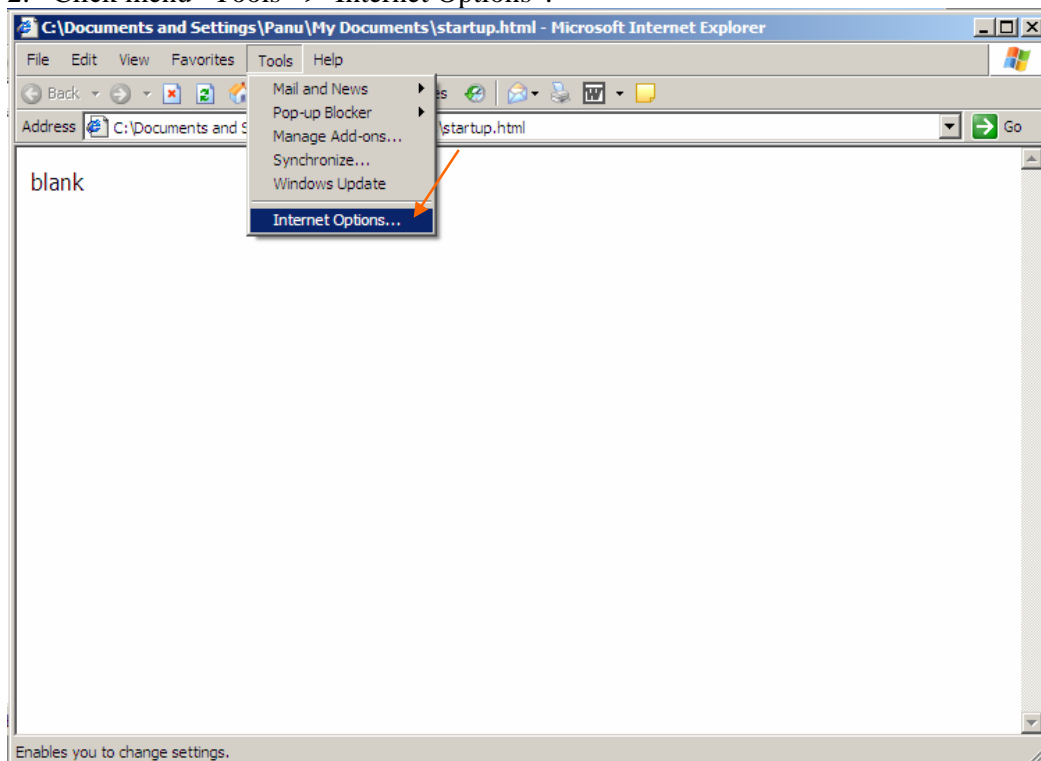 2. Click menu "Tools → Internet Options".
C:\Documents and Settings\Panu\My Documents\startup.html - Microsoft Internet Explorer
File Edit View Favorites Tools Help
Back
Mail and News
Pop-up Blocker
Manage Add-ons...
Synchronize...
Windows Update
Internet Options...
Address C:\Documents and \startup.html Go
blank
Enables you to change settings.